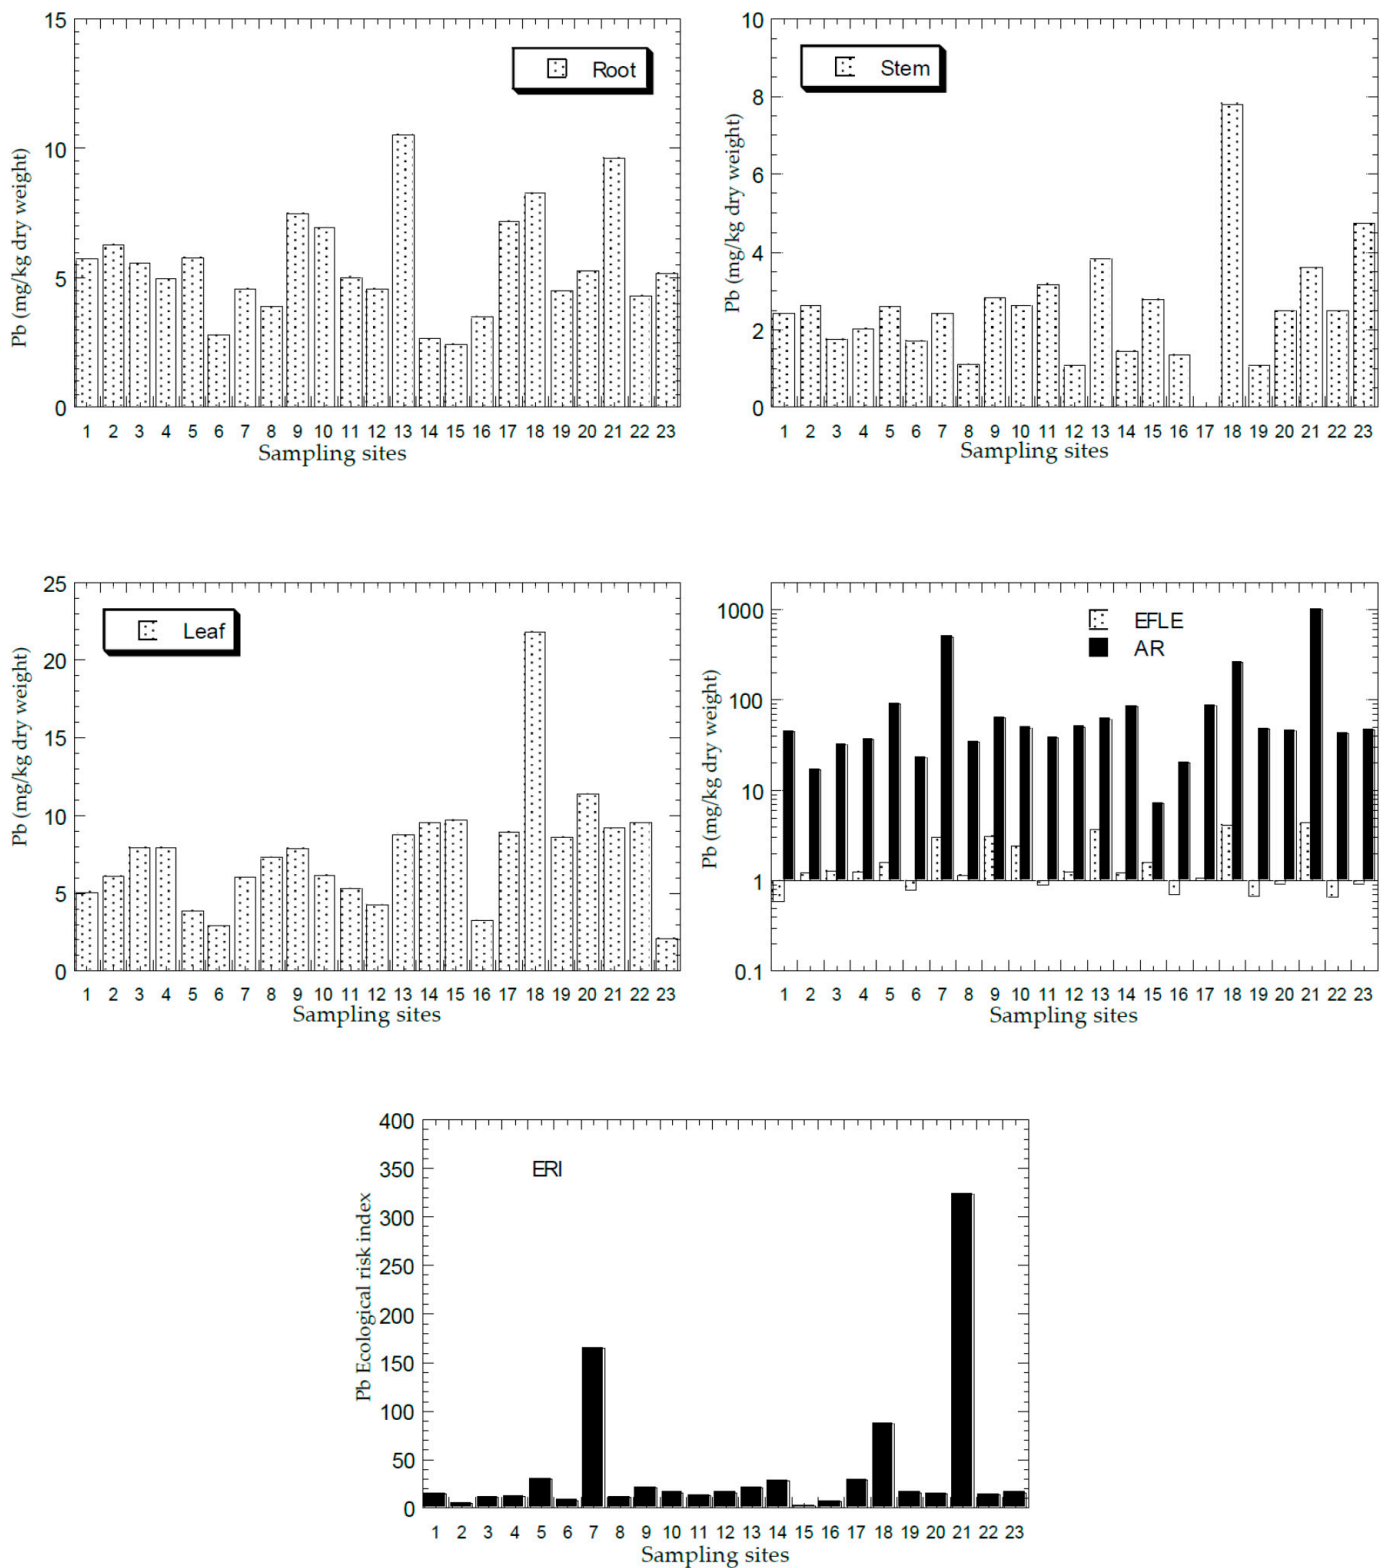 15
10
5
0
Pb (mg/kg dry weight)
Root
1 2 3 4 5 6 7 8 9 10 11 12 13 14 15 16 17 18 19 20 21 22 23
Sampling sites
10
8
6
4
2
0
Pb (mg/kg dry weight)
Stem
1 2 3 4 5 6 7 8 9 10 11 12 13 14 15 16 17 18 19 20 21 22 23
Sampling sites
25
20
15
10
5
0
Pb (mg/kg dry weight)
Leaf
1 2 3 4 5 6 7 8 9 10 11 12 13 14 15 16 17 18 19 20 21 22 23
Sampling sites
1000
100
10
1
0.1
Pb (mg/kg dry weight)
EFLE
AR
1 2 3 4 5 6 7 8 9 10 11 12 13 14 15 16 17 18 19 20 21 22 23
Sampling sites
400
350
300
250
200
150
100
50
0
Pb Ecological risk index
ERI
1 2 3 4 5 6 7 8 9 10 11 12 13 14 15 16 17 18 19 20 21 22 23
Sampling sites